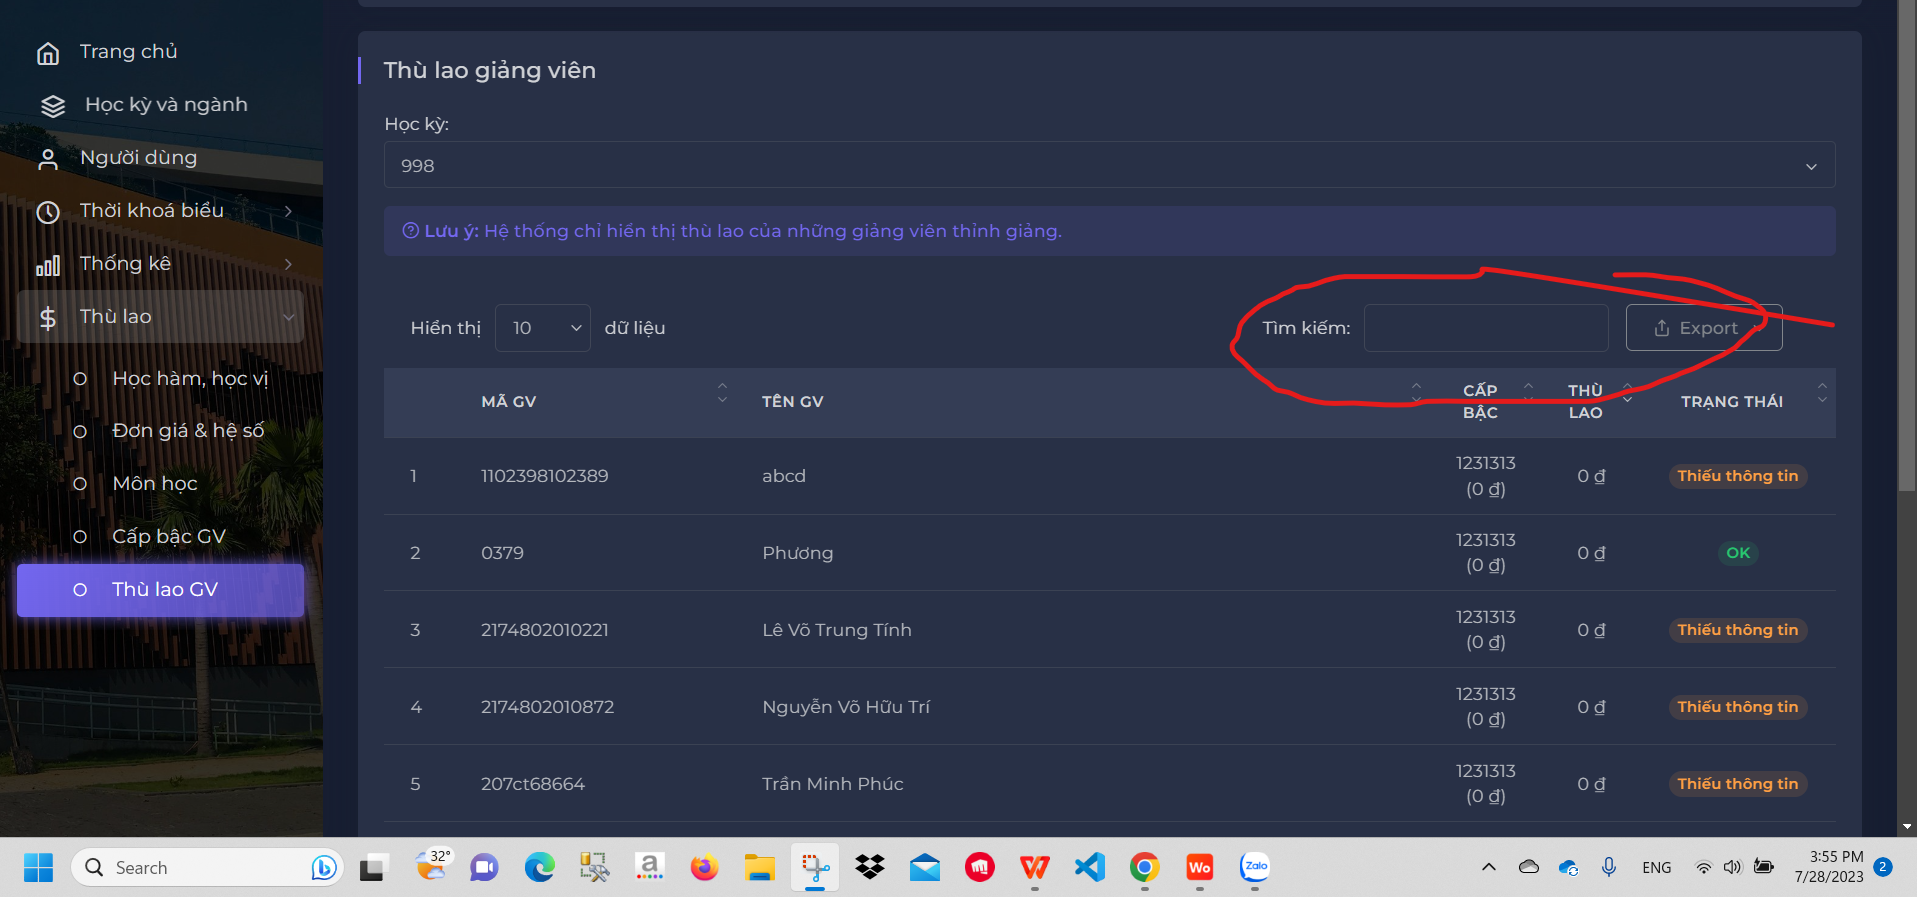 Trang chủ
Học kỳ và ngành
Người dùng
Thời khoá biểu
Thống kê
Thù lao
Học hàm, học vị
Đơn giá & hệ số
Môn học
Cấp bậc GV
Thù lao GV
Thù lao giảng viên
Học kỳ:
998
Lưu ý: Hệ thống chỉ hiển thị thù lao của những giảng viên thỉnh giảng.
Hiển thị 10 dữ liệu
Tìm kiếm: Export
MÃ GV TÊN GV CẤP BẬC THÙ LAO TRẠNG THÁI
1 1102398102389 abcd 1231313 (0 ₫) 0 ₫ Thiếu thông tin
2 0379 Phương 1231313 (0 ₫) 0 ₫ OK
3 2174802010221 Lê Võ Trung Tính 1231313 (0 ₫) 0 ₫ Thiếu thông tin
4 2174802010872 Nguyễn Võ Hữu Trí 1231313 (0 ₫) 0 ₫ Thiếu thông tin
5 207ct68664 Trần Minh Phúc 1231313 (0 ₫) 0 ₫ Thiếu thông tin
Search
32°
a
Wo
Zalo
ENG
3:55 PM
7/28/2023
2